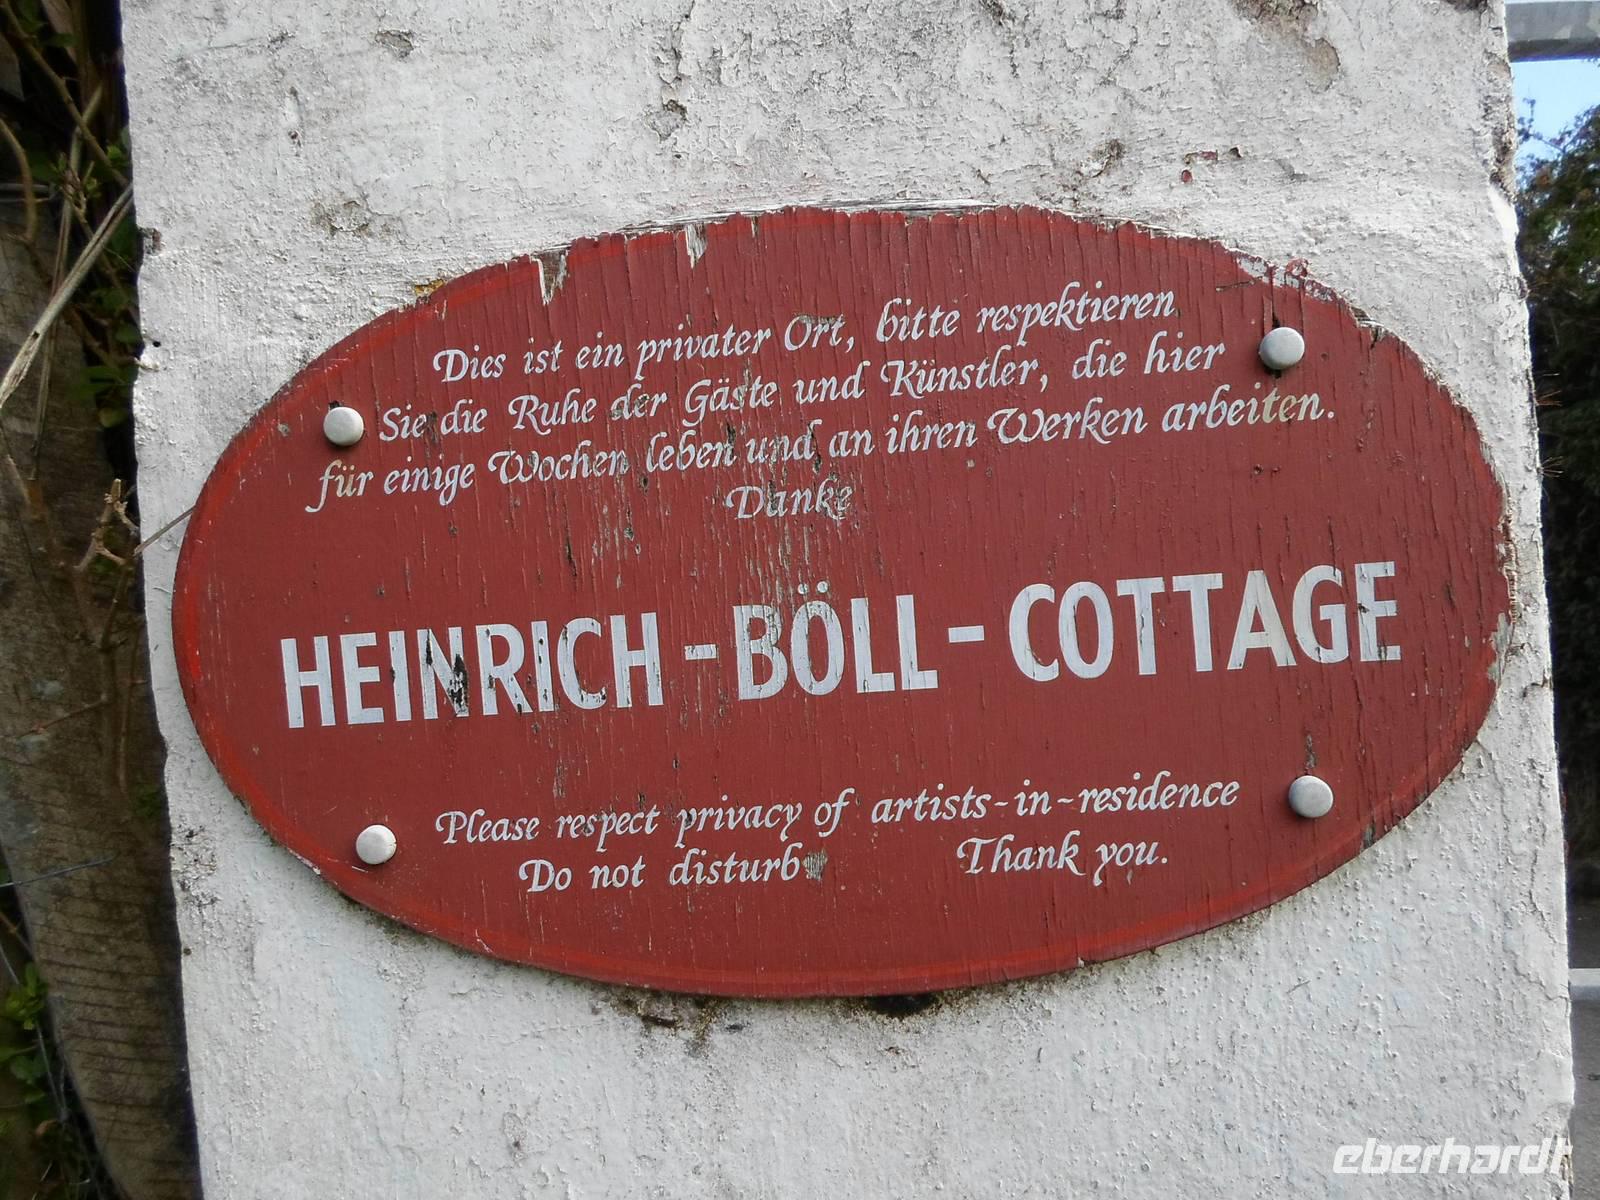 Dies ist ein privater Ort, bitte respektieren
Sie die Ruhe der Gäste und Künstler, die hier
für einige Wochen leben und an ihren Werken arbeiten.
Danke
HEINRICH-BÖLL-COTTAGE
Please respect privacy of artists-in-residence
Do not disturb Thank you.
eberhardt